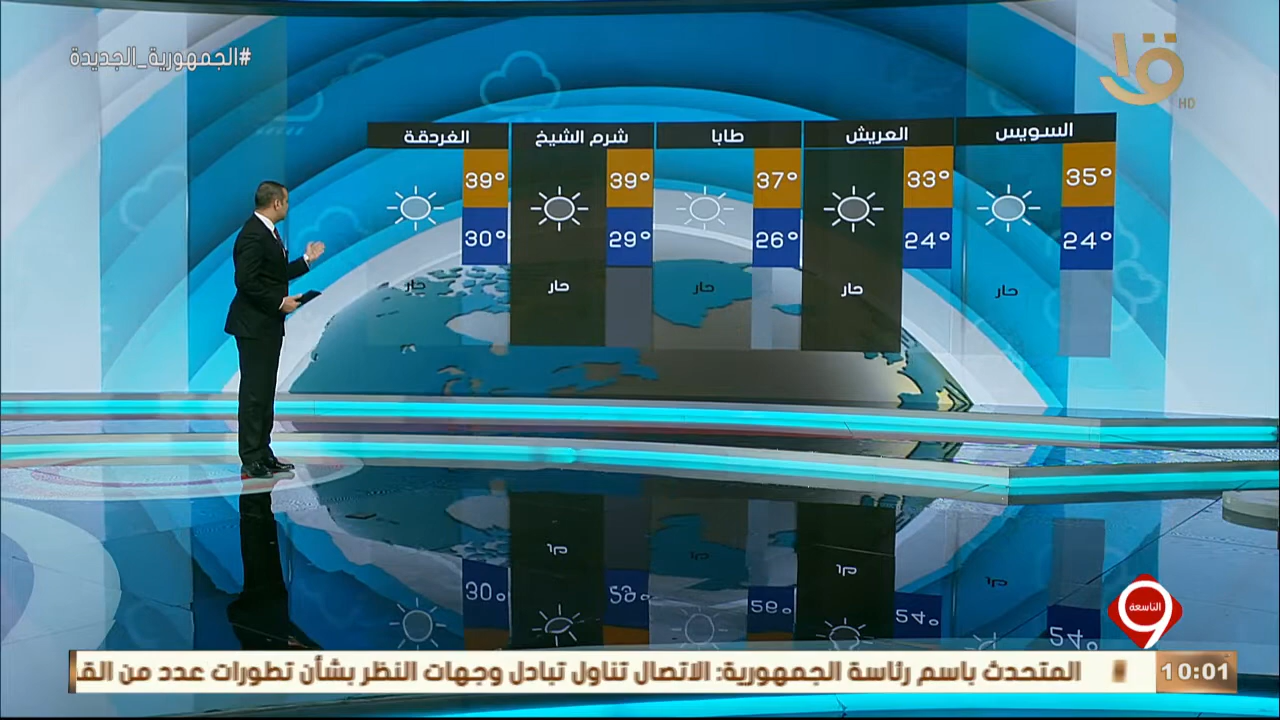 #الجمهورية_الجديدة
HD
السويس
35°
24°
حار
العريش
33°
24°
حار
طابا
37°
26°
حار
شرم الشيخ
39°
29°
حار
الغردقة
39°
30°
حار
التاسعة
9
المتحدث باسم رئاسة الجمهورية: الاتصال تناول تبادل وجهات النظر بشأن تطورات عدد من الق
10:01